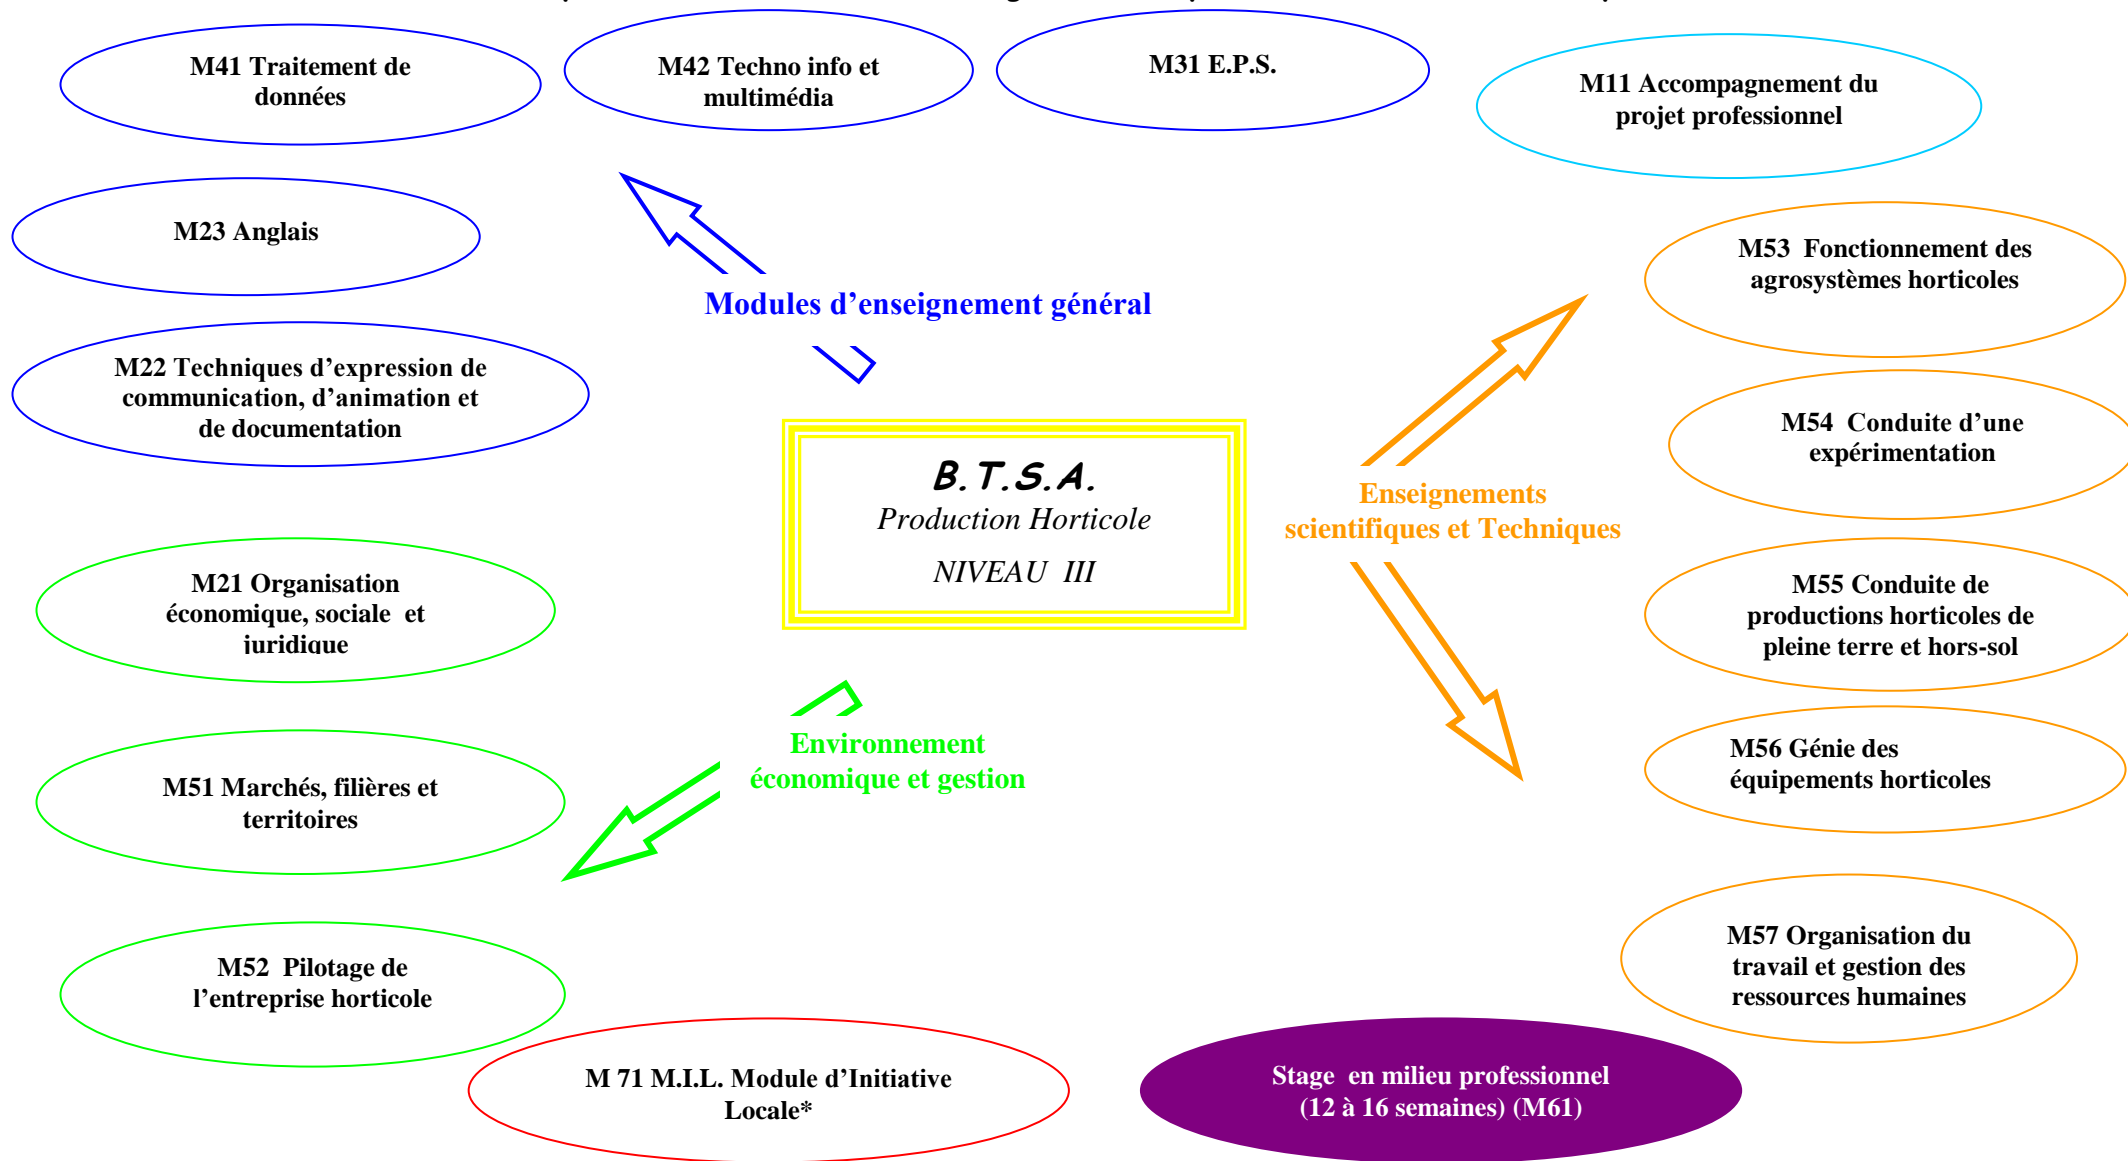 M41 Traitement de
données
M42 Techno info et
multimédia
M31 E.P.S.
M11 Accompagnement du
projet professionnel
M23 Anglais
M53 Fonctionnement des
agrosystèmes horticoles
Modules d’enseignement général
M22 Techniques d’expression de
communication, d’animation et
de documentation
M54 Conduite d’une
expérimentation
B.T.S.A.
Production Horticole
NIVEAU III
Enseignements
scientifiques et Techniques
M21 Organisation
économique, sociale et
juridique
M55 Conduite de
productions horticoles de
pleine terre et hors-sol
Environnement
économique et gestion
M56 Génie des
équipements horticoles
M51 Marchés, filières et
territoires
M57 Organisation du
travail et gestion des
ressources humaines
M52 Pilotage de
l’entreprise horticole
M 71 M.I.L. Module d’Initiative
Locale*
Stage en milieu professionnel
(12 à 16 semaines) (M61)